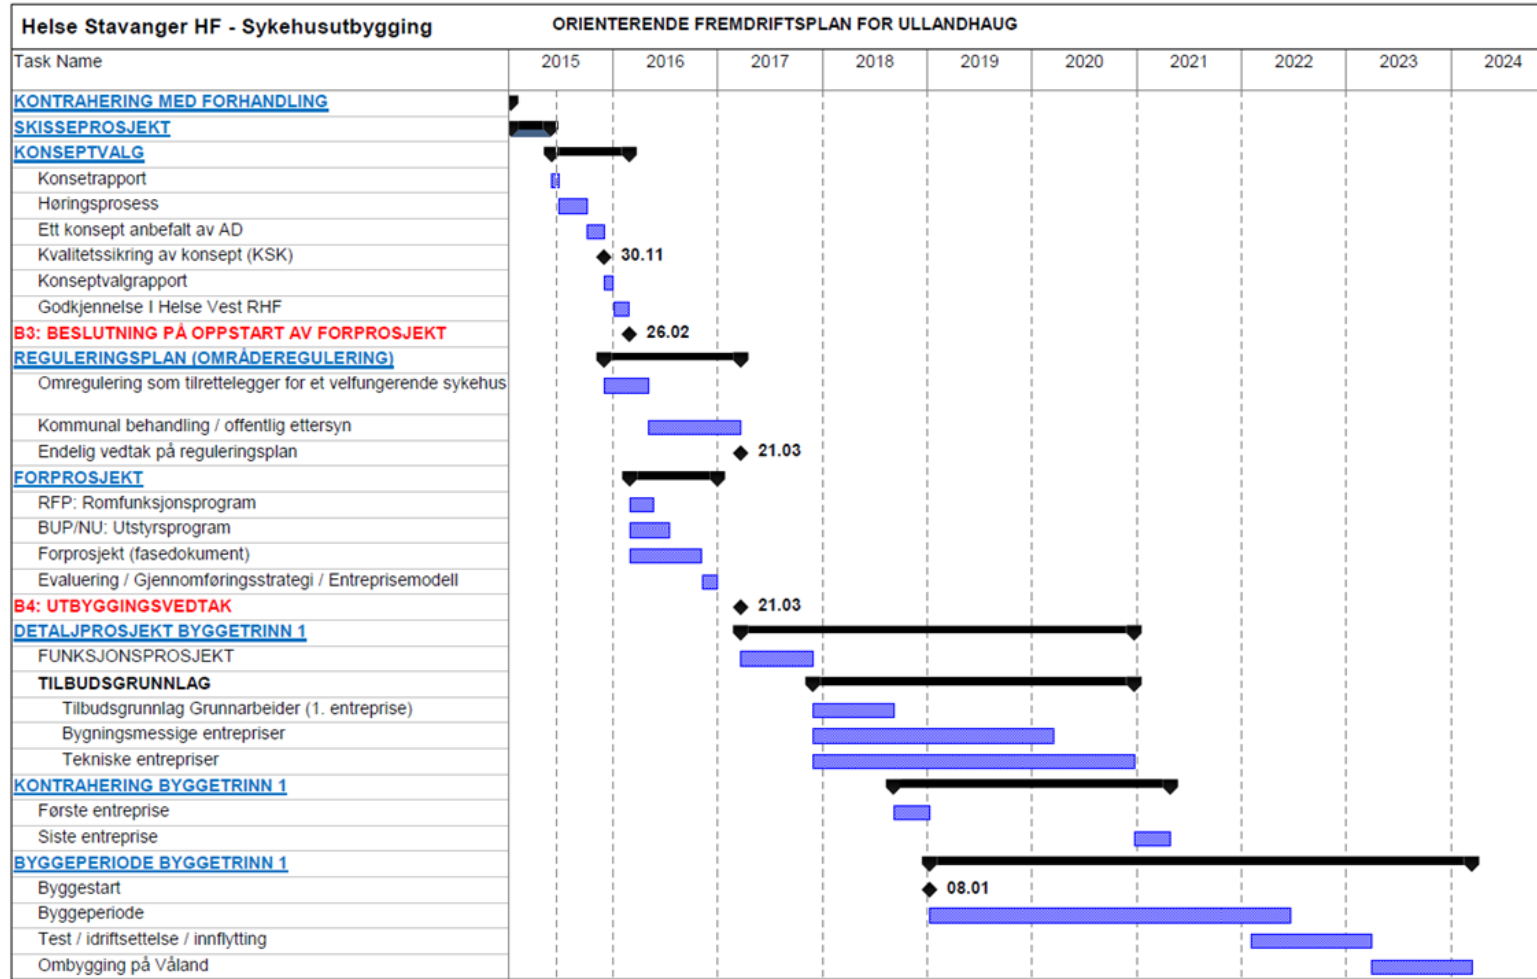 Helse Stavanger HF - Sykehusutbygging
ORIENTERENDE FREMDRIFTSPLAN FOR ULLANDHAUG
Task Name 2015 2016 2017 2018 2019 2020 2021 2022 2023 2024
KONTRAHERING MED FORHANDLING
SKISSEPROSJEKT
KONSEPTVALG
Konsetrapport
Høringsprosess
Ett konsept anbefalt av AD
Kvalitetssikring av konsept (KSK) 30.11
Konseptvalgrapport
Godkjennelse I Helse Vest RHF
B3: BESLUTNING PÅ OPPSTART AV FORPROSJEKT 26.02
REGULERINGSPLAN (OMRÅDEREGULERING)
Omregulering som tilrettelegger for et velfungerende sykehus
Kommunal behandling / offentlig ettersyn
Endelig vedtak på reguleringsplan 21.03
FORPROSJEKT
RFP: Romfunksjonsprogram
BUP/NU: Utstyrsprogram
Forprosjekt (fasedokument)
Evaluering / Gjennomføringsstrategi / Entreprisemodell
B4: UTBYGGINGSVEDTAK 21.03
DETALJPROSJEKT BYGGETRINN 1
FUNKSJONSPROSJEKT
TILBUDSGRUNNLAG
Tilbudsgrunnlag Grunnarbeider (1. entreprise)
Bygningsmessige entrepriser
Tekniske entrepriser
KONTRAHERING BYGGETRINN 1
Første entreprise
Siste entreprise
BYGGEPERIODE BYGGETRINN 1
Byggestart 08.01
Byggeperiode
Test / idriftsettelse / innflytting
Ombygging på Våland